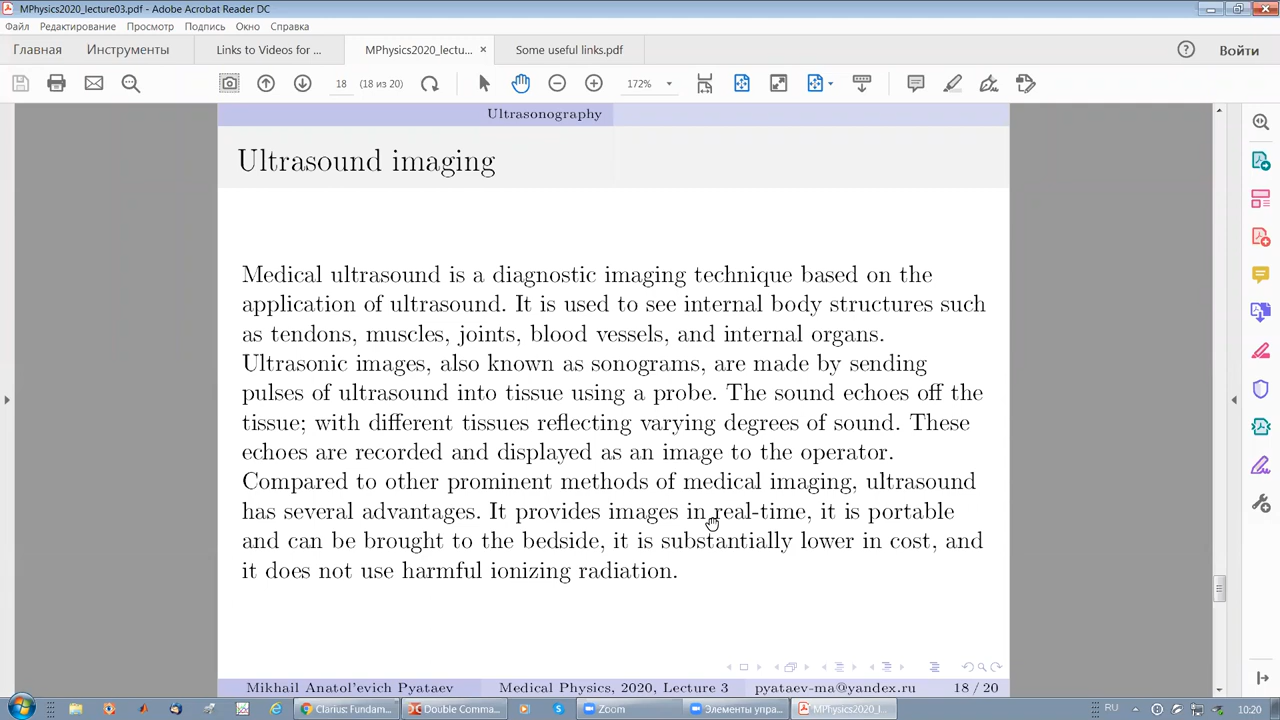 MPhysics2020_lecture03.pdf - Adobe Acrobat Reader DC
Файл Редактирование Просмотр Подпись Окно Справка
Главная Инструменты Links to Videos for ... MPhysics2020_lectu... × Some useful links.pdf Войти
18 (18 из 20) 172%
Ultrasonography
Ultrasound imaging
Medical ultrasound is a diagnostic imaging technique based on the
application of ultrasound. It is used to see internal body structures such
as tendons, muscles, joints, blood vessels, and internal organs.
Ultrasonic images, also known as sonograms, are made by sending
pulses of ultrasound into tissue using a probe. The sound echoes off the
tissue; with different tissues reflecting varying degrees of sound. These
echoes are recorded and displayed as an image to the operator.
Compared to other prominent methods of medical imaging, ultrasound
has several advantages. It provides images in real-time, it is portable
and can be brought to the bedside, it is substantially lower in cost, and
it does not use harmful ionizing radiation.
Mikhail Anatol'evich Pyataev Medical Physics, 2020, Lecture 3 pyataev-ma@yandex.ru 18 / 20
Clarius: Fundam... Double Comma... Zoom Элементы упра... MPhysics2020_l... RU 10:20